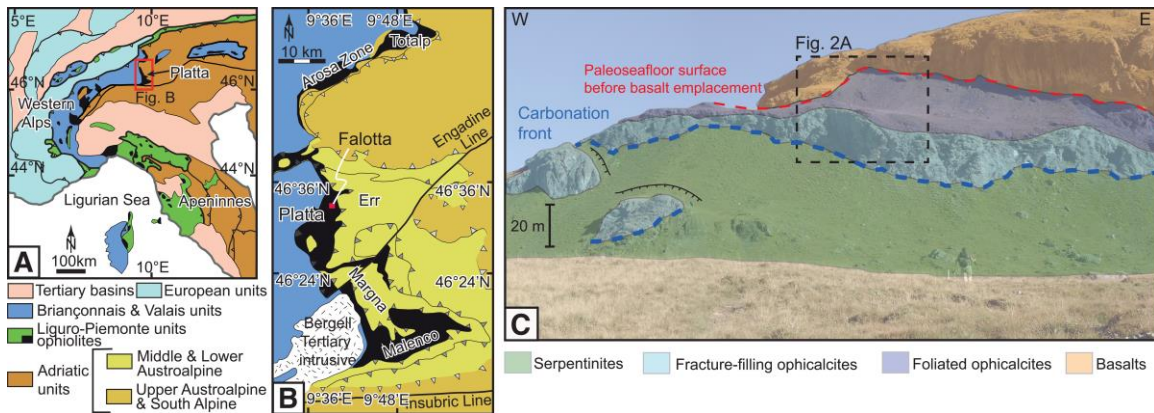 5°E
10°E
46°N
Platta
46°N
Fig. B
Western
Alps
44°N
44°N
Ligurian Sea
Apeninnes
N
100km
10°E
A
Tertiary basins
European units
Briançonnais & Valais units
Liguro-Piemonte units
ophiolites
Adriatic
units
Middle & Lower
Austroalpine
Upper Austroalpine
& South Alpine
B
9°36'E
9°48'E
10 km
N
Totalp
Arosa Zone
Engadine
Line
Falotta
46°36'N
46°36'N
Err
Platta
46°24'N
46°24'N
Margna
Bergell
Tertiary
intrusive
Malenco
9°36'E
9°48'E
Insubric Line
W
E
Fig. 2A
Paleoseafloor surface
before basalt emplacement
Carbonation
front
20 m
C
Serpentinites
Fracture-filling ophicalcites
Foliated ophicalcites
Basalts